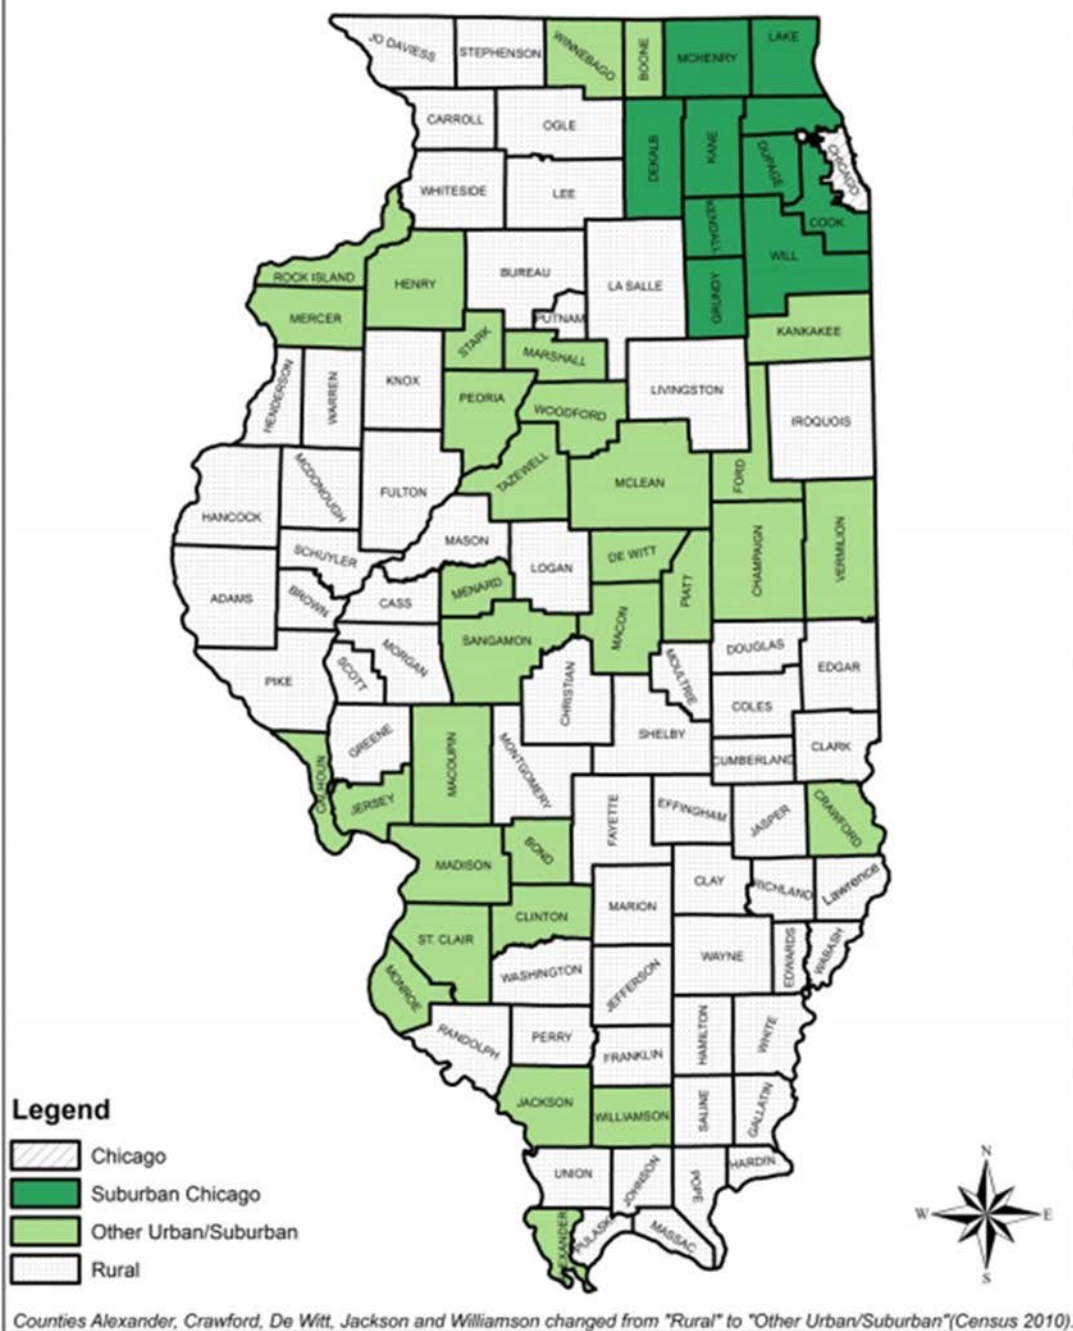 JO DAVIESS
STEPHENSON
WINNEBAGO
BOONE
MCHENRY
LAKE
CARROLL
OGLE
DEKALB
KANE
DUPAGE
CHICAGO
WHITESIDE
LEE
KENDALL
COOK
WILL
ROCK ISLAND
HENRY
BUREAU
LA SALLE
GRUNDY
MERCER
PUTNAM
KANKAKEE
STARK
MARSHALL
HENDERSON
WARREN
KNOX
PEORIA
WOODFORD
LIVINGSTON
IROQUOIS
MCDONOUGH
FULTON
TAZEWELL
MCLEAN
FORD
HANCOCK
SCHUYLER
MASON
LOGAN
DE WITT
PIATT
CHAMPAIGN
VERMILION
ADAMS
BROWN
CASS
MENARD
MACON
SANGAMON
PIKE
SCOTT
MORGAN
CHRISTIAN
MOULTRIE
DOUGLAS
EDGAR
COLES
SHELBY
GREENE
MACOUPIN
MONTGOMERY
CUMBERLAND
CLARK
CALHOUN
JERSEY
FAYETTE
EFFINGHAM
JASPER
CRAWFORD
MADISON
BOND
CLAY
RICHLAND
Lawrence
MARION
CLINTON
ST. CLAIR
WASHINGTON
WAYNE
EDWARDS
WABASH
MONROE
JEFFERSON
RANDOLPH
PERRY
FRANKLIN
HAMILTON
WHITE
JACKSON
WILLIAMSON
SALINE
GALLATIN
UNION
JOHNSON
POPE
HARDIN
EXANDER
PULASKI
MASSAC
Legend
Chicago
Suburban Chicago
Other Urban/Suburban
Rural
N
W
E
S
Counties Alexander, Crawford, De Witt, Jackson and Williamson changed from "Rural" to "Other Urban/Suburban"(Census 2010).